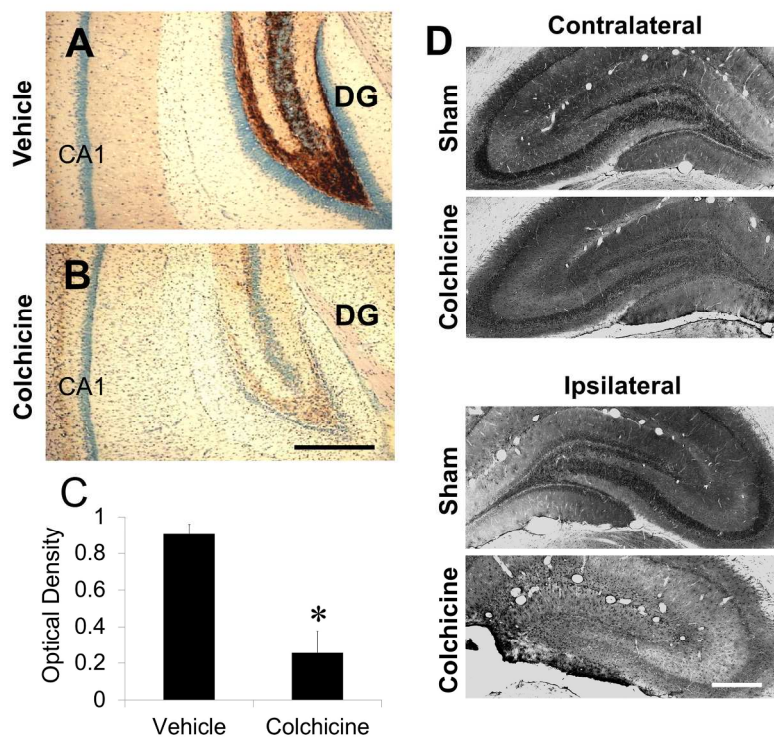 A
Vehicle
CA1
DG
B
Colchicine
CA1
DG
C
Optical Density
1
0.8
0.6
0.4
0.2
0
*
Vehicle
Colchicine
D
Contralateral
Sham
Colchicine
Ipsilateral
Sham
Colchicine